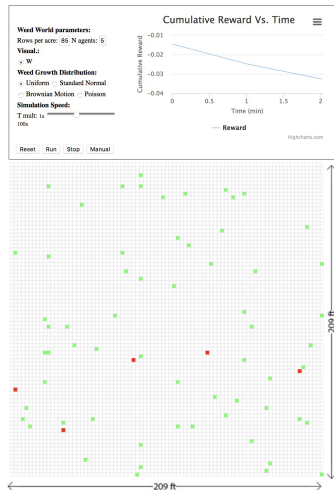 Weed World parameters:
Rows per acre: 85 N agents: 5
Visual.:
W
Weed Growth Distribution:
Uniform Standard Normal
Brownian Motion Poisson
Simulation Speed:
T mult: 1x
100x
Reset Run Stop Manual
Cumulative Reward Vs. Time
Cumulative Reward
-0.01
-0.02
-0.03
-0.04
0 0.5 1 1.5 2
Time (min)
Reward
Highcharts.com
209 ft
209 ft